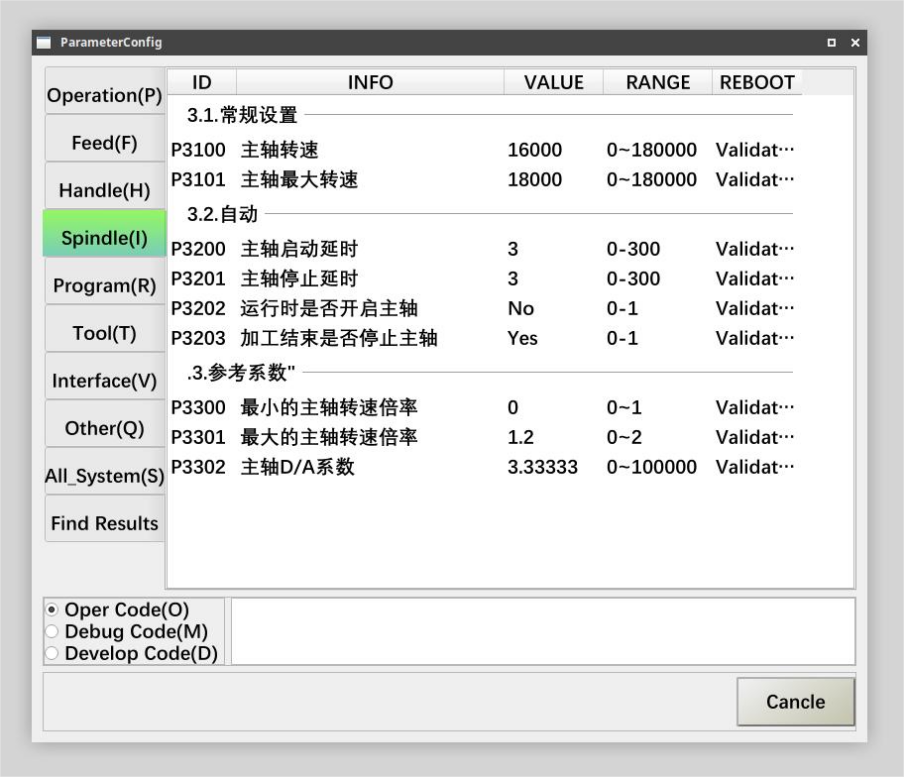 ParameterConfig
ID INFO VALUE RANGE REBOOT
Operation(P)
Feed(F)
Handle(H)
Spindle(I)
Program(R)
Tool(T)
Interface(V)
Other(Q)
All_System(S)
Find Results
3.1.常规设置
P3100 主轴转速 16000 0~180000 Validat···
P3101 主轴最大转速 18000 0~180000 Validat···
3.2.自动
P3200 主轴启动延时 3 0-300 Validat···
P3201 主轴停止延时 3 0-300 Validat···
P3202 运行时是否开启主轴 No 0-1 Validat···
P3203 加工结束是否停止主轴 Yes 0-1 Validat···
.3.参考系数"
P3300 最小的主轴转速倍率 0 0~1 Validat···
P3301 最大的主轴转速倍率 1.2 0~2 Validat···
P3302 主轴D/A系数 3.33333 0~100000 Validat···
Oper Code(O)
Debug Code(M)
Develop Code(D)
Cancle